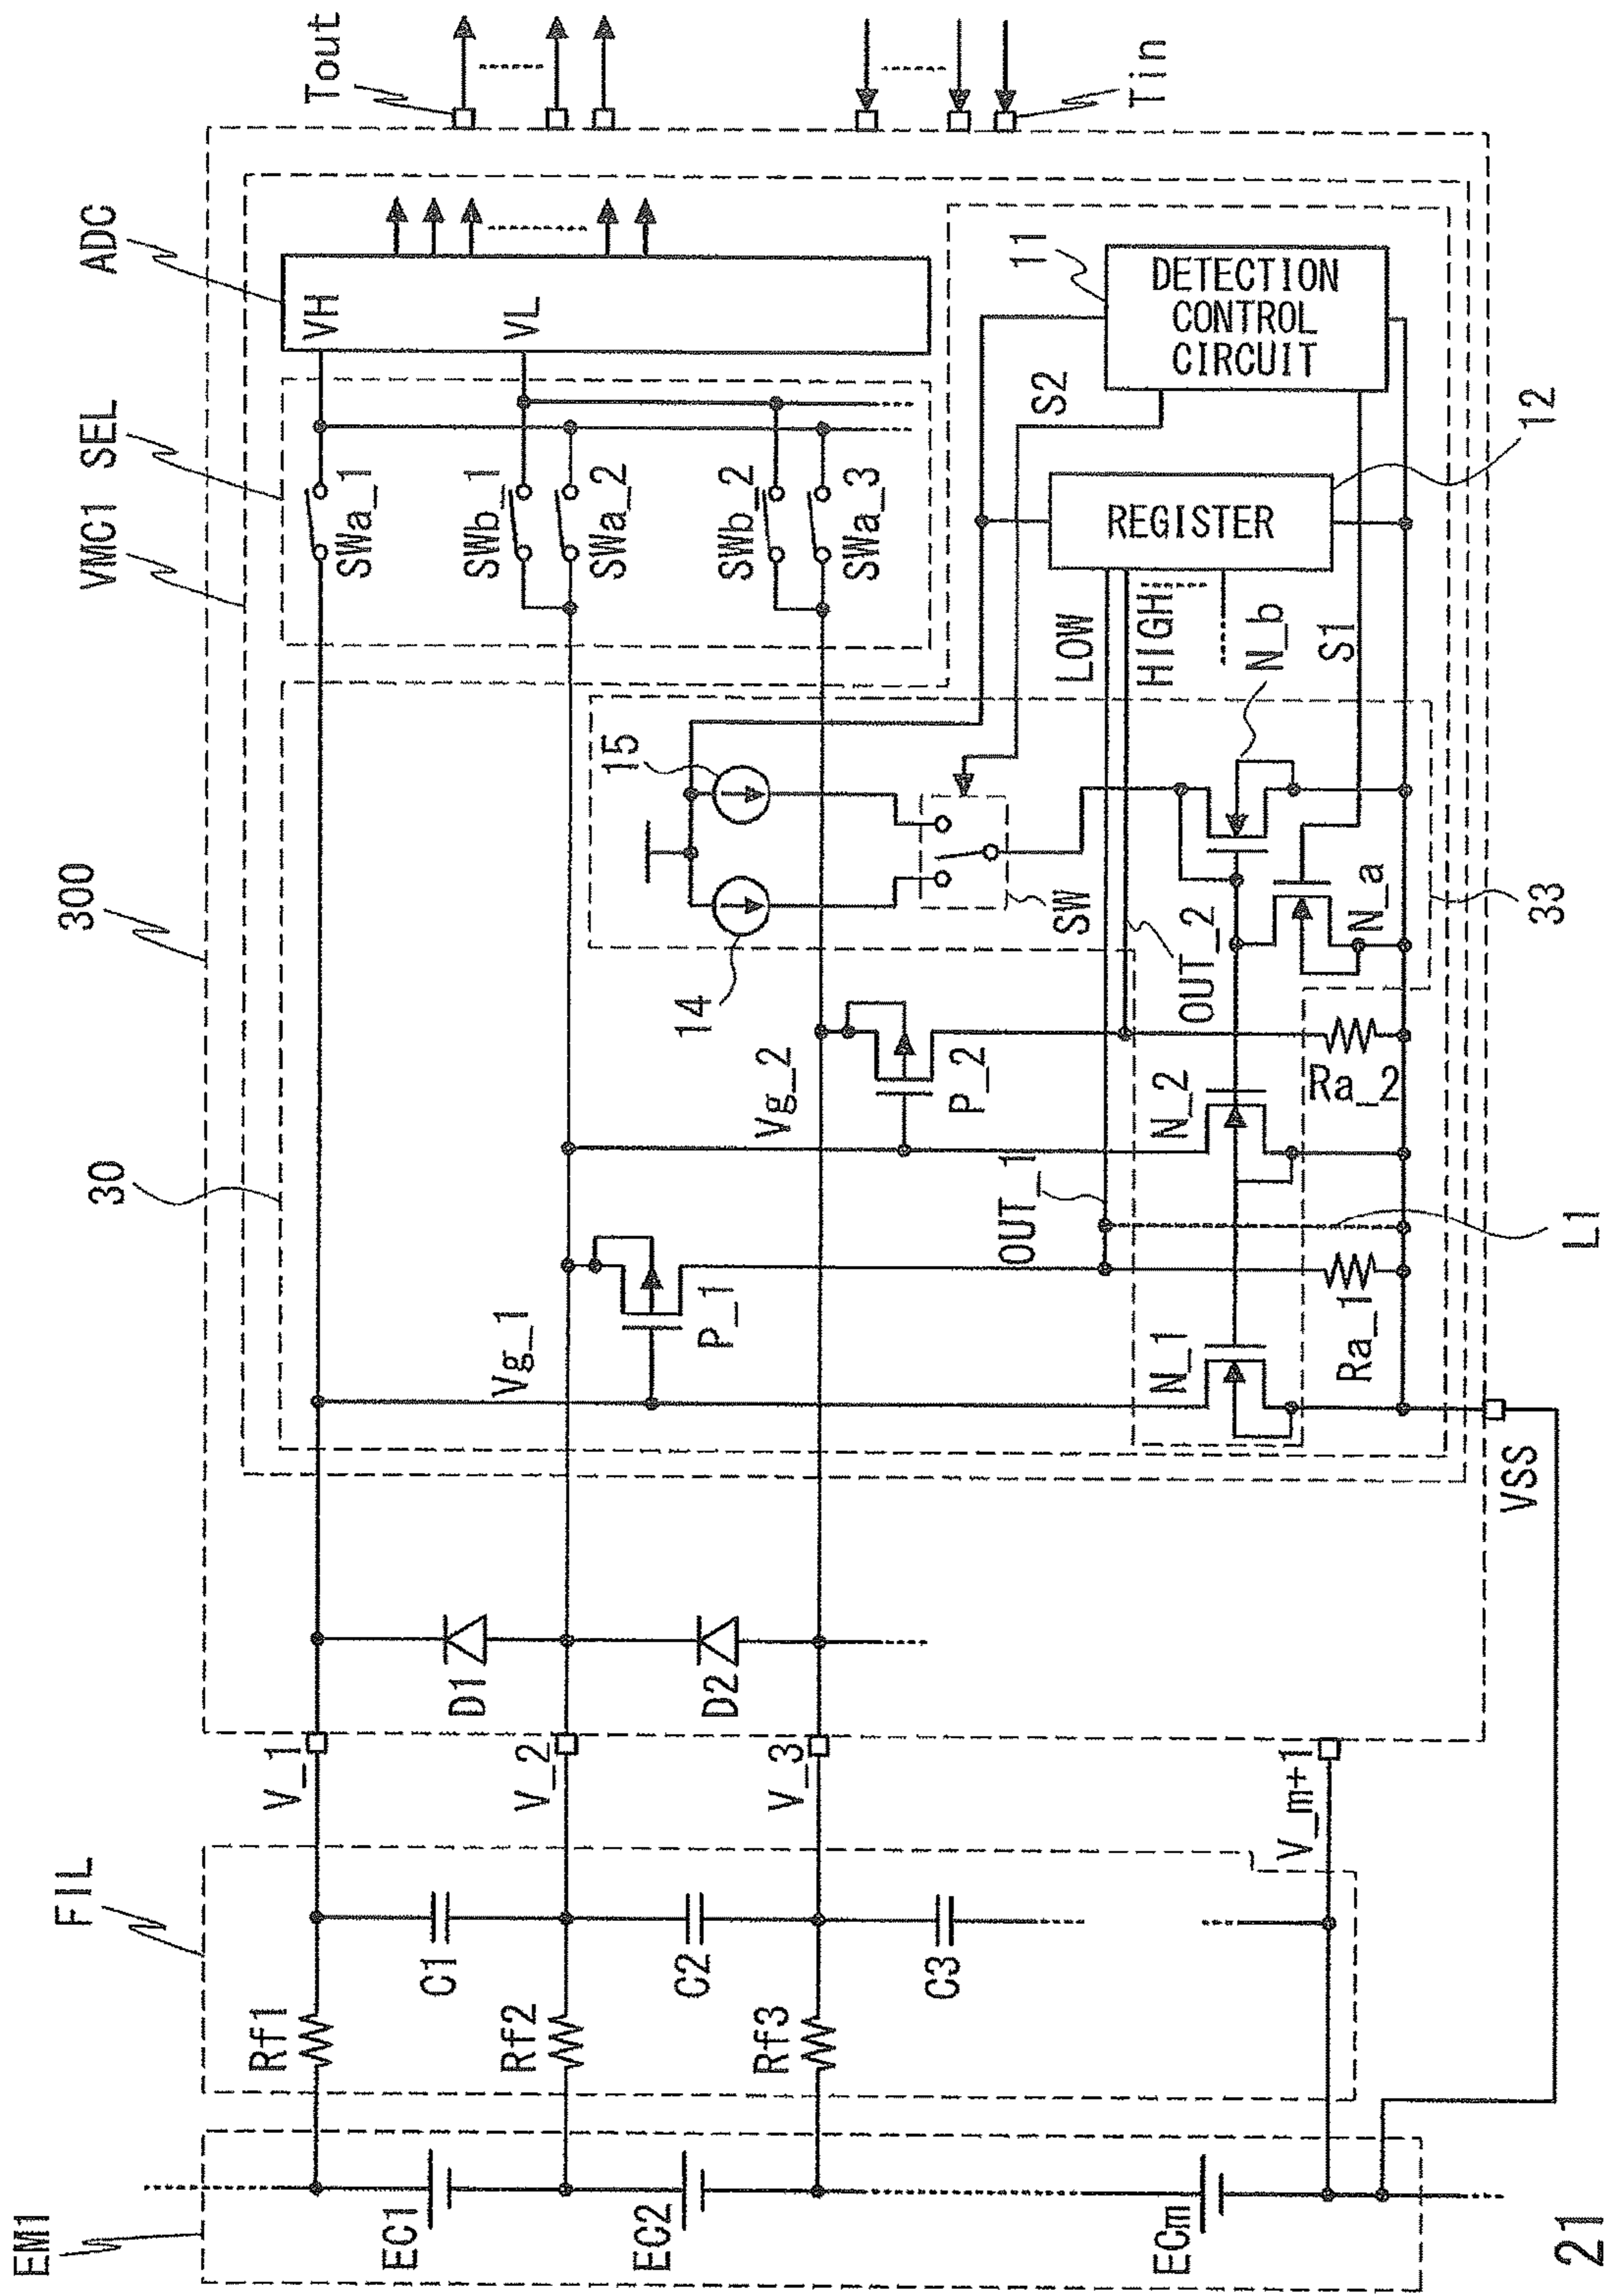 EM1
FIL
30
300
VMC1
SEL
ADC
Tout
Rf1
V_1
SWa_1
VH
EC1
C1
D1
Vg_1
Rf2
V_2
P_1
SWb_1
SWa_2
VL
EC2
C2
D2
Vg_2
14
15
Rf3
V_3
P_2
SWb_2
SWa_3
C3
OUT_1
SW
S2
11
DETECTION
CONTROL
CIRCUIT
Tin
LOW
HIGH
REGISTER
12
ECm
V_m+1
N_1
N_2
OUT_2
N_b
S1
Ra_1
Ra_2
N_a
VSS
L1
33
21